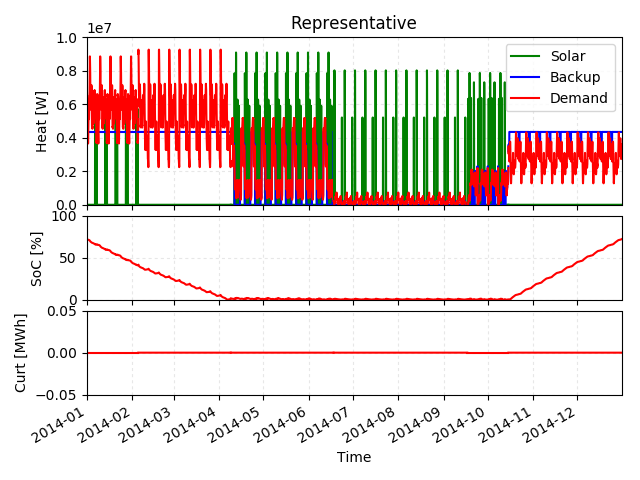 Representative
1e7
1.0
0.8
0.6
0.4
0.2
0.0
Heat [W]
Solar
Backup
Demand
100
50
0
SoC [%]
0.05
0.00
−0.05
Curt [MWh]
2014-01
2014-02
2014-03
2014-04
2014-05
2014-06
2014-07
2014-08
2014-09
2014-10
2014-11
2014-12
Time